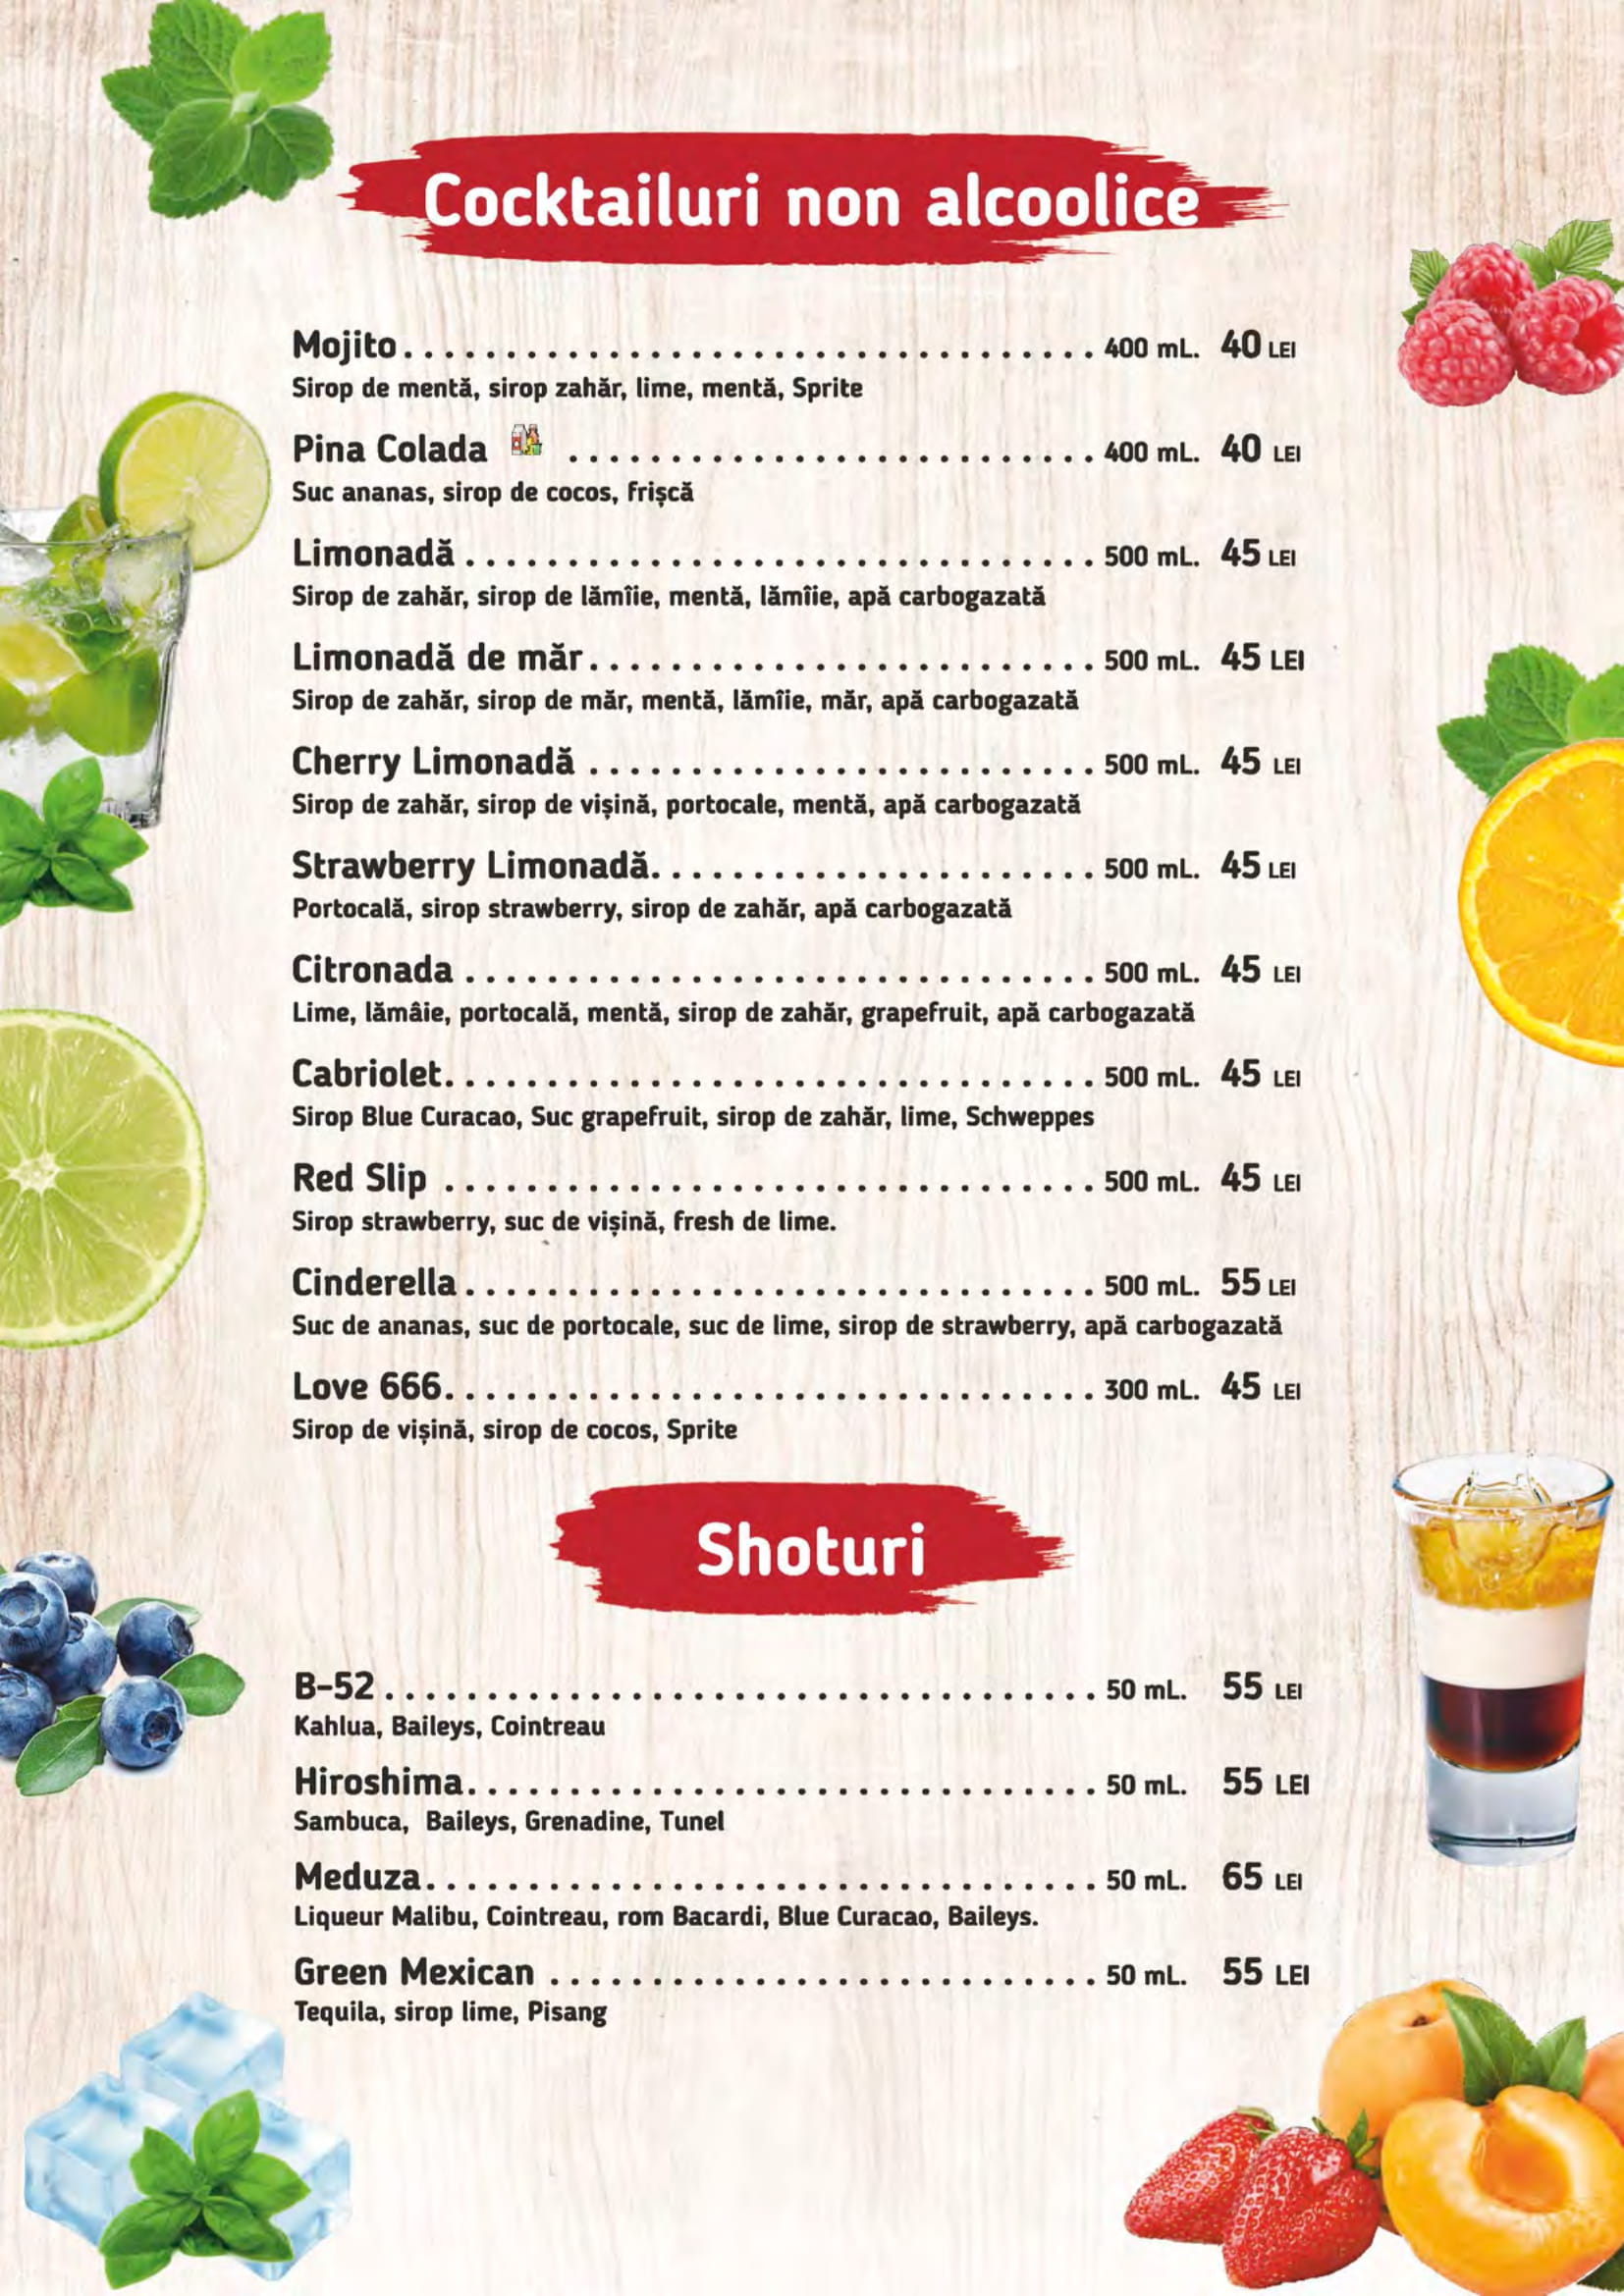 Cocktailuri non alcoolice
Mojito.................................. 400 mL. 40 LEI
Sirop de mentă, sirop zahăr, lime, mentă, Sprite
Pina Colada .......................... 400 mL. 40 LEI
Suc ananas, sirop de cocos, frișcă
Limonadă ............................... 500 mL. 45 LEI
Sirop de zahăr, sirop de lămîie, mentă, lămîie, apă carbogazată
Limonadă de măr......................... 500 mL. 45 LEI
Sirop de zahăr, sirop de măr, mentă, lămîie, măr, apă carbogazată
Cherry Limonadă ......................... 500 mL. 45 LEI
Sirop de zahăr, sirop de vișină, portocale, mentă, apă carbogazată
Strawberry Limonadă...................... 500 mL. 45 LEI
Portocală, sirop strawberry, sirop de zahăr, apă carbogazată
Citronada ............................... 500 mL. 45 LEI
Lime, lămâie, portocală, mentă, sirop de zahăr, grapefruit, apă carbogazată
Cabriolet................................ 500 mL. 45 LEI
Sirop Blue Curacao, Suc grapefruit, sirop de zahăr, lime, Schweppes
Red Slip ................................ 500 mL. 45 LEI
Sirop strawberry, suc de vișină, fresh de lime.
Cinderella............................... 500 mL. 55 LEI
Suc de ananas, suc de portocale, suc de lime, sirop de strawberry, apă carbogazată
Love 666................................ 300 mL. 45 LEI
Sirop de vișină, sirop de cocos, Sprite
Shoturi
B-52................................... 50 mL. 55 LEI
Kahlua, Baileys, Cointreau
Hiroshima............................... 50 mL. 55 LEI
Sambuca, Baileys, Grenadine, Tunel
Meduza................................. 50 mL. 65 LEI
Liqueur Malibu, Cointreau, rom Bacardi, Blue Curacao, Baileys.
Green Mexican ........................... 50 mL. 55 LEI
Tequila, sirop lime, Pisang